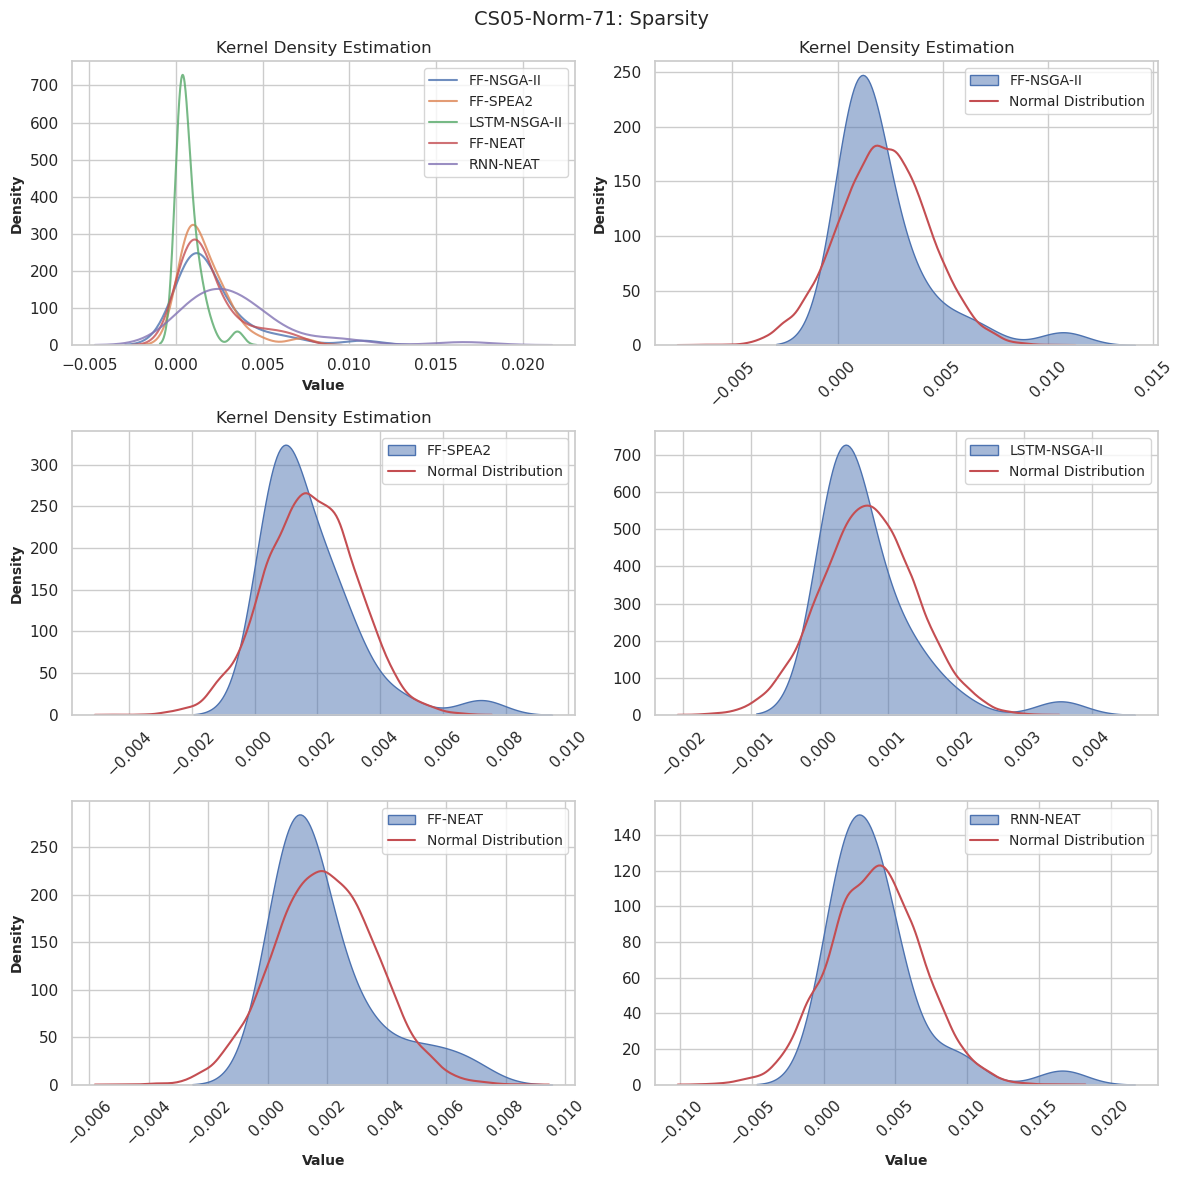 CS05-Norm-71: Sparsity
Kernel Density Estimation
700
600
500
400
300
200
100
0
Density
−0.005 0.000 0.005 0.010 0.015 0.020
Value
FF-NSGA-II
FF-SPEA2
LSTM-NSGA-II
FF-NEAT
RNN-NEAT
Kernel Density Estimation
250
200
150
100
50
0
Density
−0.005 0.000 0.005 0.010 0.015
FF-NSGA-II
Normal Distribution
Kernel Density Estimation
300
250
200
150
100
50
0
Density
−0.004 −0.002 0.000 0.002 0.004 0.006 0.008 0.010
FF-SPEA2
Normal Distribution
700
600
500
400
300
200
100
0
−0.002 −0.001 0.000 0.001 0.002 0.003 0.004
LSTM-NSGA-II
Normal Distribution
250
200
150
100
50
0
Density
−0.006 −0.004 −0.002 0.000 0.002 0.004 0.006 0.008 0.010
Value
FF-NEAT
Normal Distribution
140
120
100
80
60
40
20
0
−0.010 −0.005 0.000 0.005 0.010 0.015 0.020
Value
RNN-NEAT
Normal Distribution